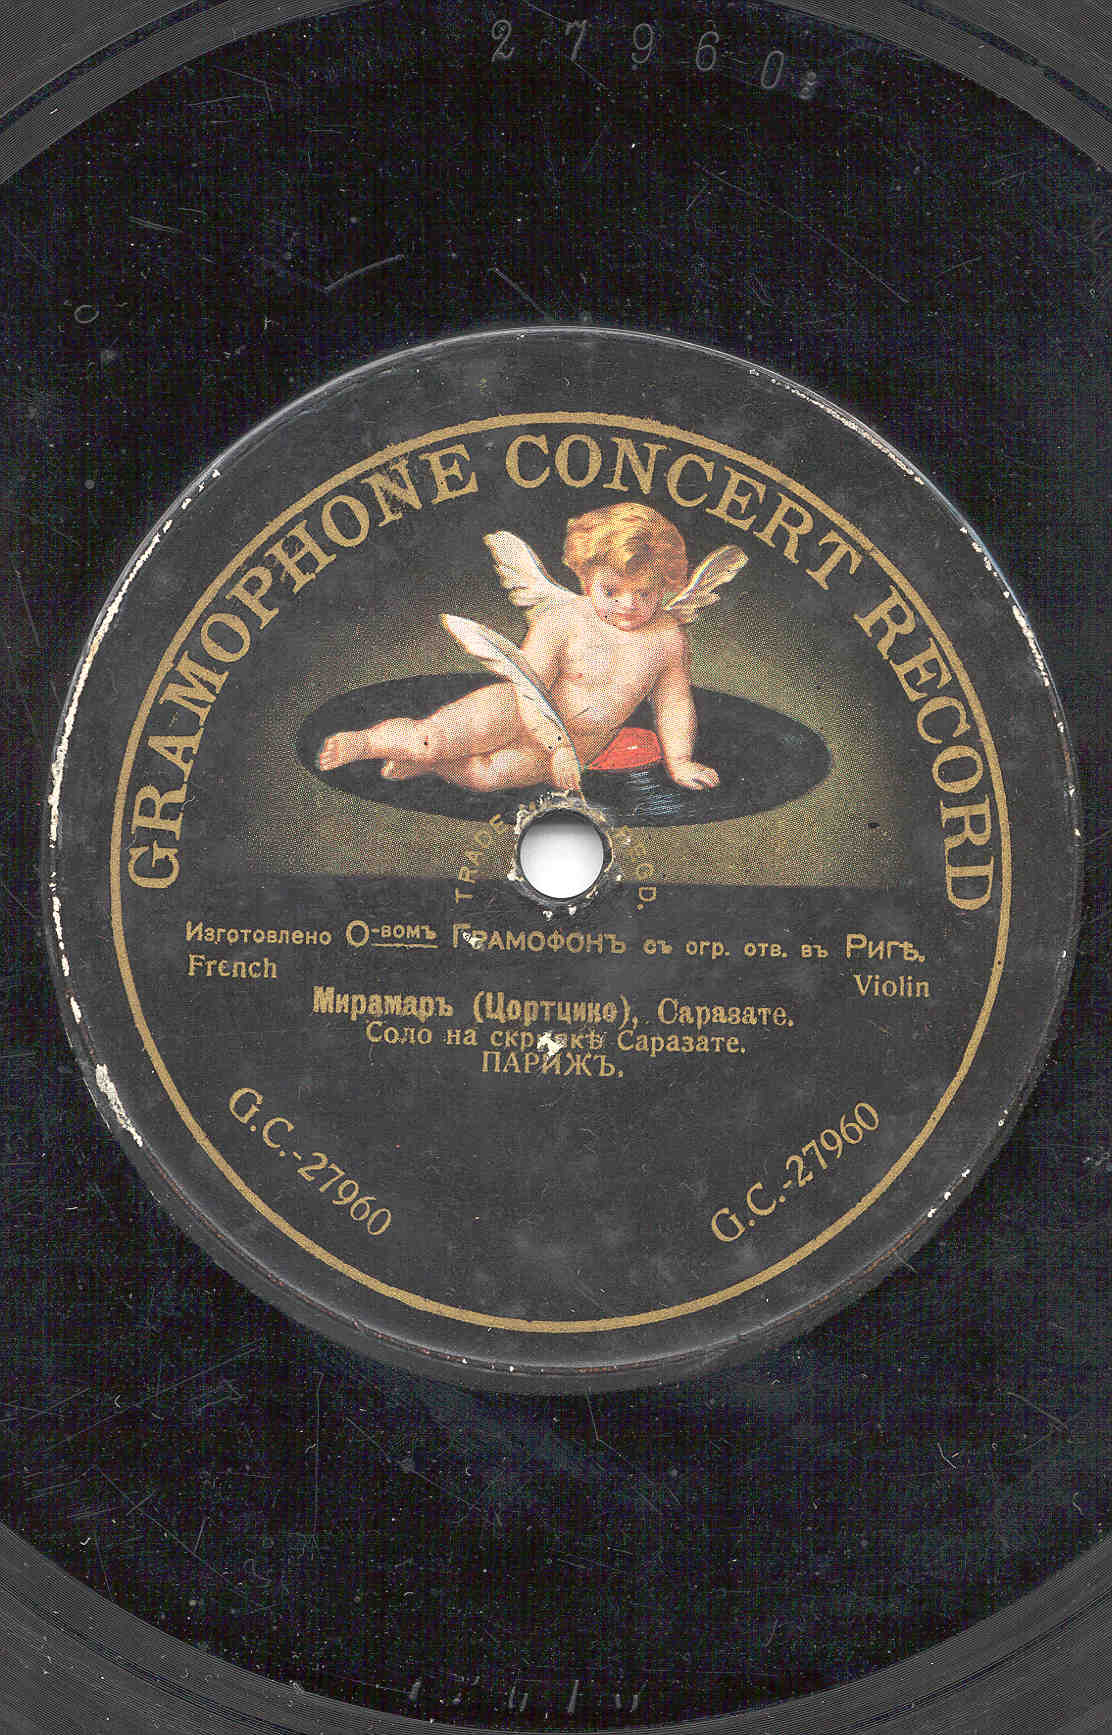 27960
GRAMOPHONE CONCERT RECORD
TRADE REGD.
Изготовлено О-вомъ ГРАМОФОНЪ съ огр. отв. въ Ригѣ.
French
Violin
Мирамаръ (Цортцико), Саразате.
Соло на скрипкѣ Саразате.
ПАРИЖЪ.
G.C.-27960
G.C.-27960